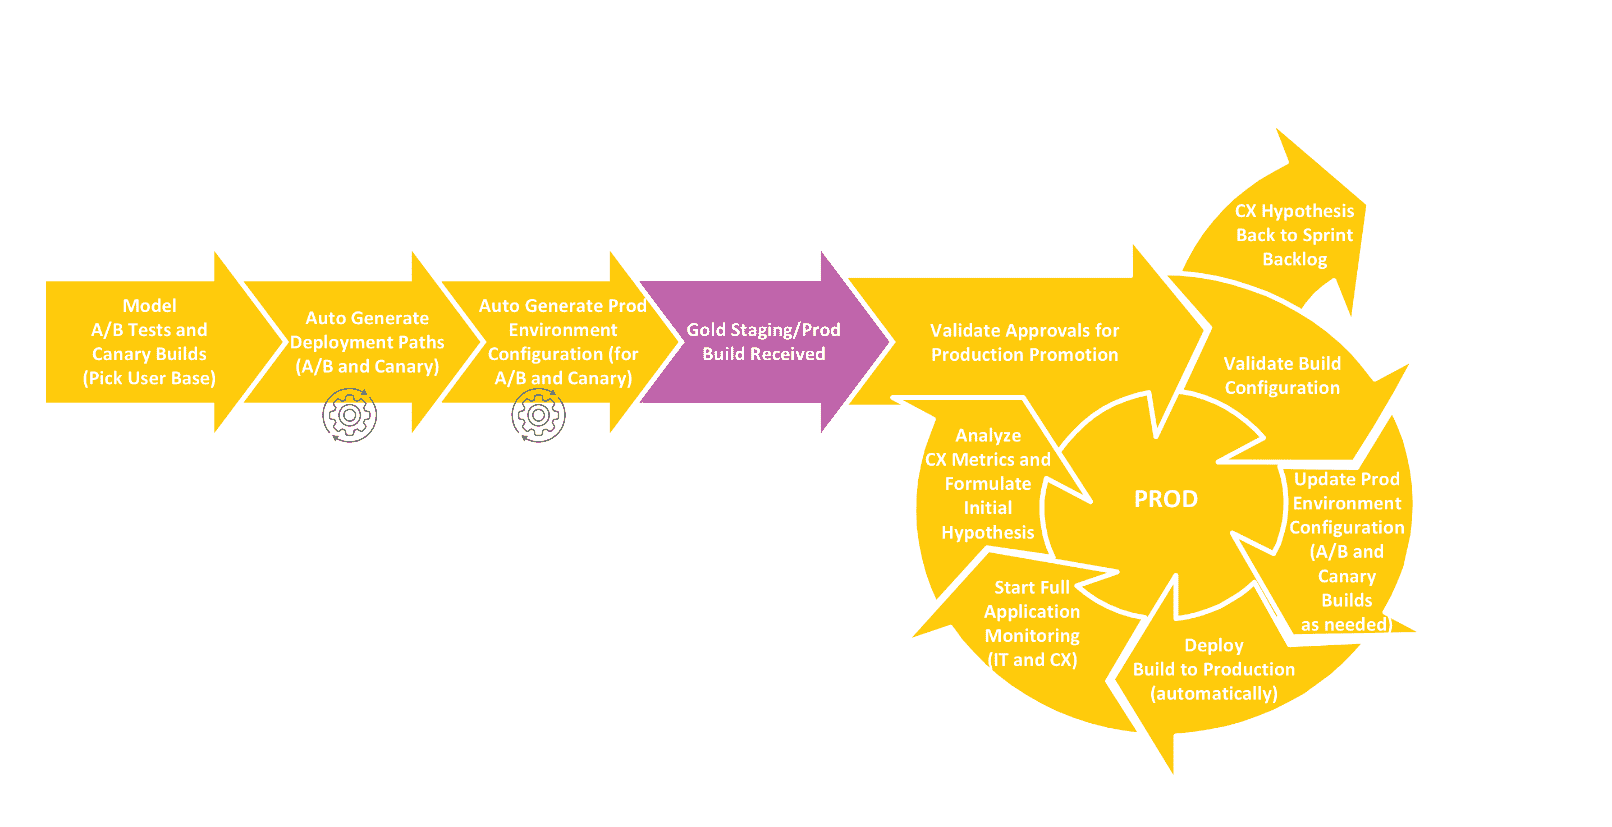 Model
A/B Tests and
Canary Builds
(Pick User Base)
Auto Generate
Deployment Paths
(A/B and Canary)
Auto Generate Prod
Environment
Configuration (for
A/B and Canary)
Gold Staging/Prod
Build Received
Validate Approvals for
Production Promotion
CX Hypothesis
Back to Sprint
Backlog
Validate Build
Configuration
Update Prod
Environment
Configuration
(A/B and
Canary
Builds
as needed)
Deploy
Build to Production
(automatically)
Start Full
Application
Monitoring
(IT and CX)
Analyze
CX Metrics and
Formulate
Initial
Hypothesis
PROD